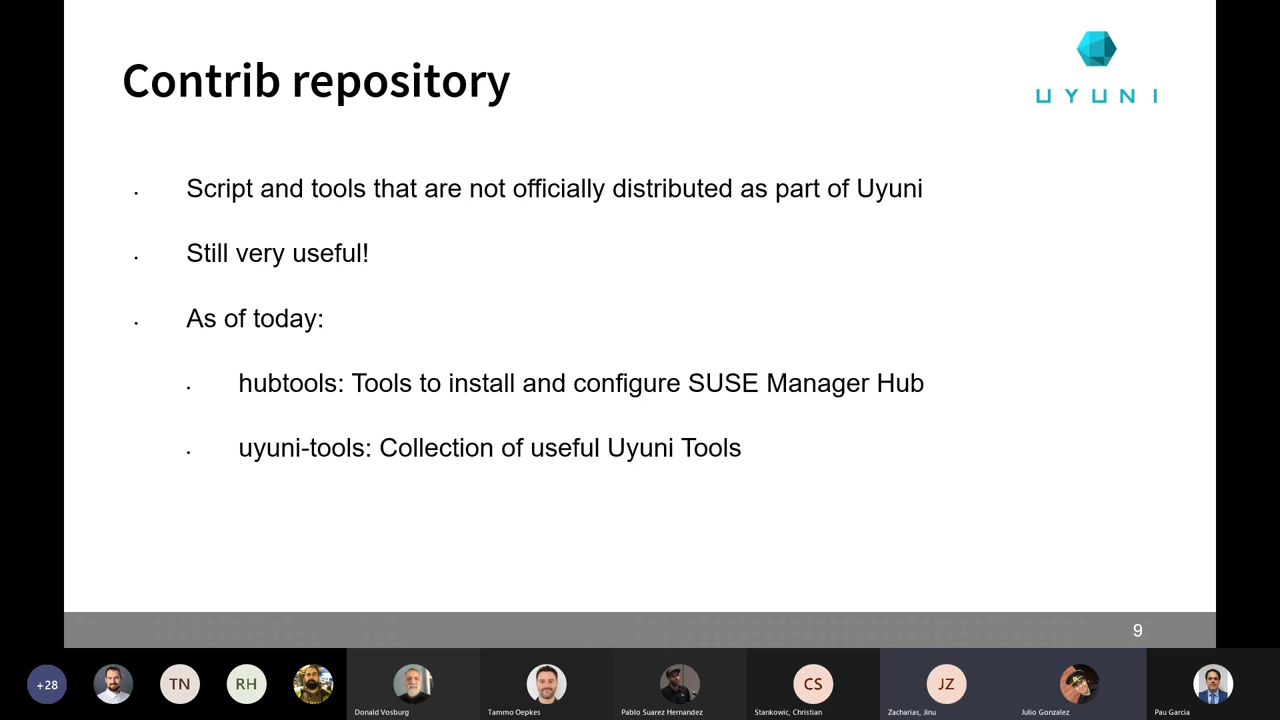 Contrib repository
UYUNI
Script and tools that are not officially distributed as part of Uyuni
Still very useful!
As of today:
hubtools: Tools to install and configure SUSE Manager Hub
uyuni-tools: Collection of useful Uyuni Tools
9
+28
TN
RH
CS
JZ
Donald Vosburg
Tammo Oepkes
Pablo Suarez Hernandez
Stankowic, Christian
Zacharias, Jinu
Julio Gonzalez
Pau Garcia